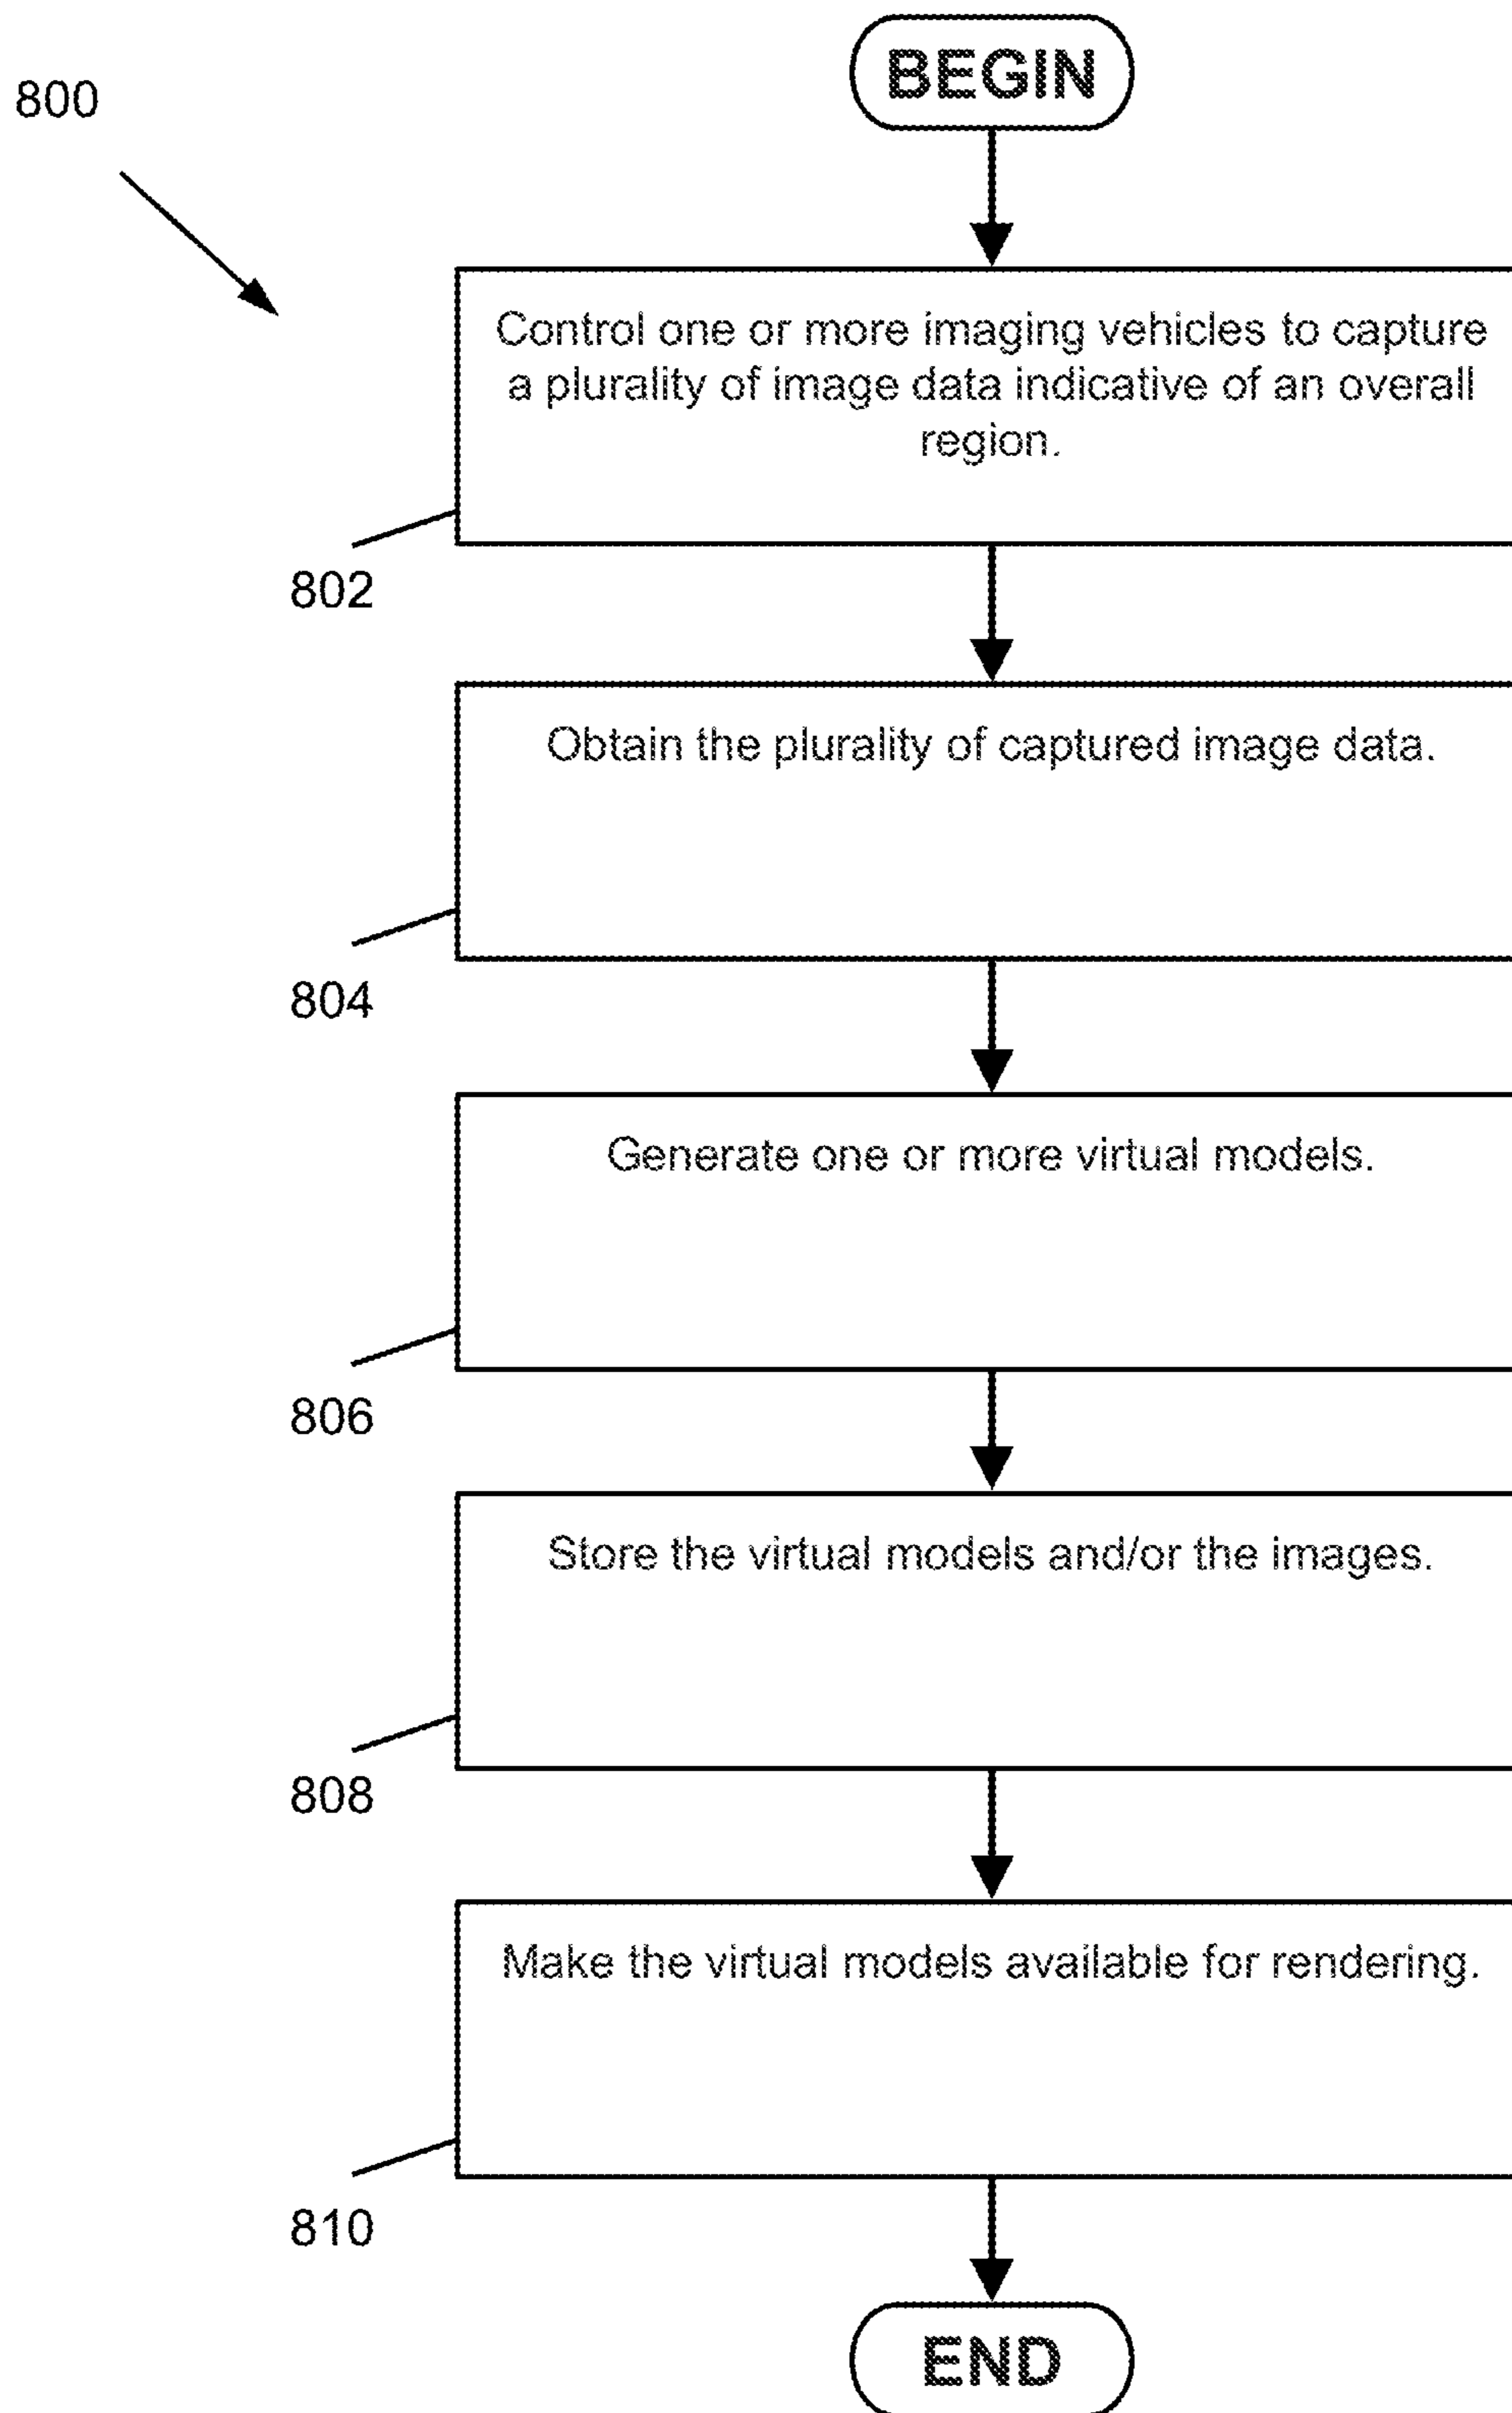 BEGIN
800
Control one or more imaging vehicles to capture
a plurality of image data indicative of an overall
region.
802
Obtain the plurality of captured image data.
804
Generate one or more virtual models.
806
Store the virtual models and/or the images.
808
Make the virtual models available for rendering.
810
END